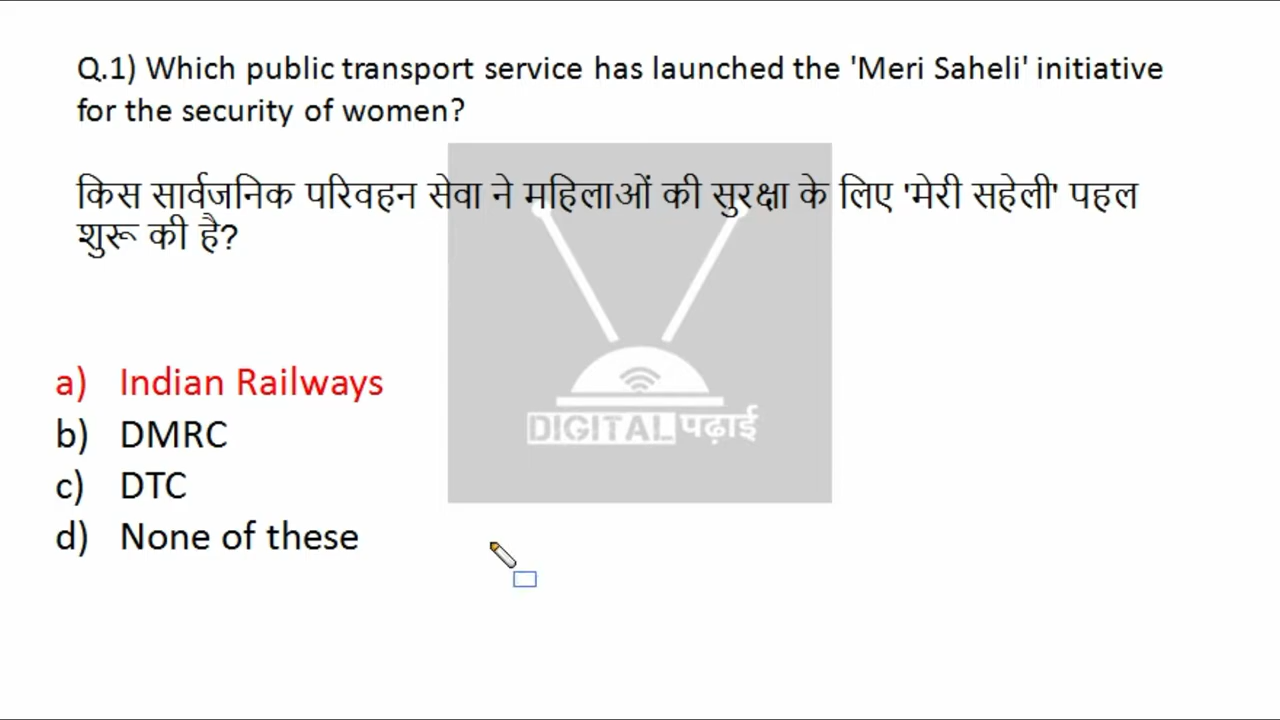 Q.1) Which public transport service has launched the 'Meri Saheli' initiative
for the security of women?
किस सार्वजनिक परिवहन सेवा ने महिलाओं की सुरक्षा के लिए 'मेरी सहेली' पहल
शुरू की है?
a) Indian Railways
b) DMRC
c) DTC
d) None of these
DIGITAL पढ़ाई